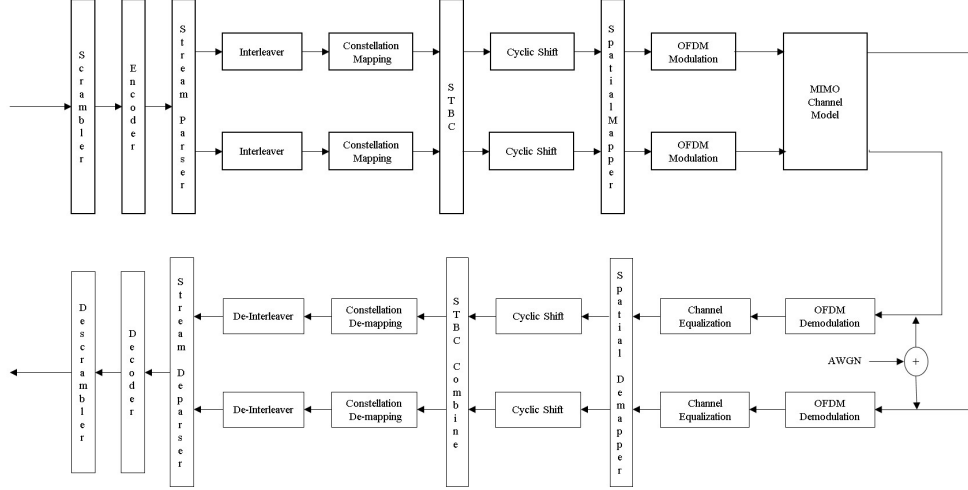 Scrambler
Encoder
Stream Parser
Interleaver
Constellation
Mapping
STBC
Cyclic Shift
SpatialMapper
OFDM
Modulation
MIMO
Channel
Model
Interleaver
Constellation
Mapping
Cyclic Shift
OFDM
Modulation
Descrambler
Decoder
Stream Deparser
De-Interleaver
Constellation
De-mapping
STBC Combine
Cyclic Shift
Spatial Demapper
Channel
Equalization
OFDM
Demodulation
AWGN
+
De-Interleaver
Constellation
De-mapping
Cyclic Shift
Channel
Equalization
OFDM
Demodulation